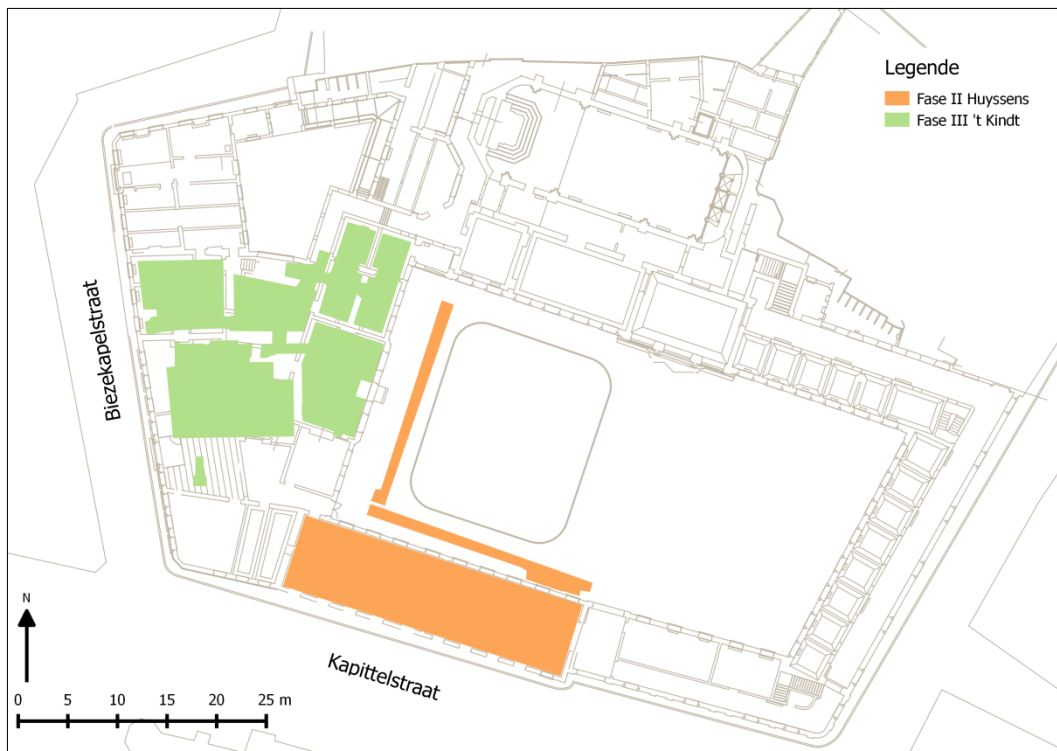 Legende
Fase II Huyssens
Fase III 't Kindt
Biezekapelstraat
Kapittelstraat
N
0 5 10 15 20 25 m